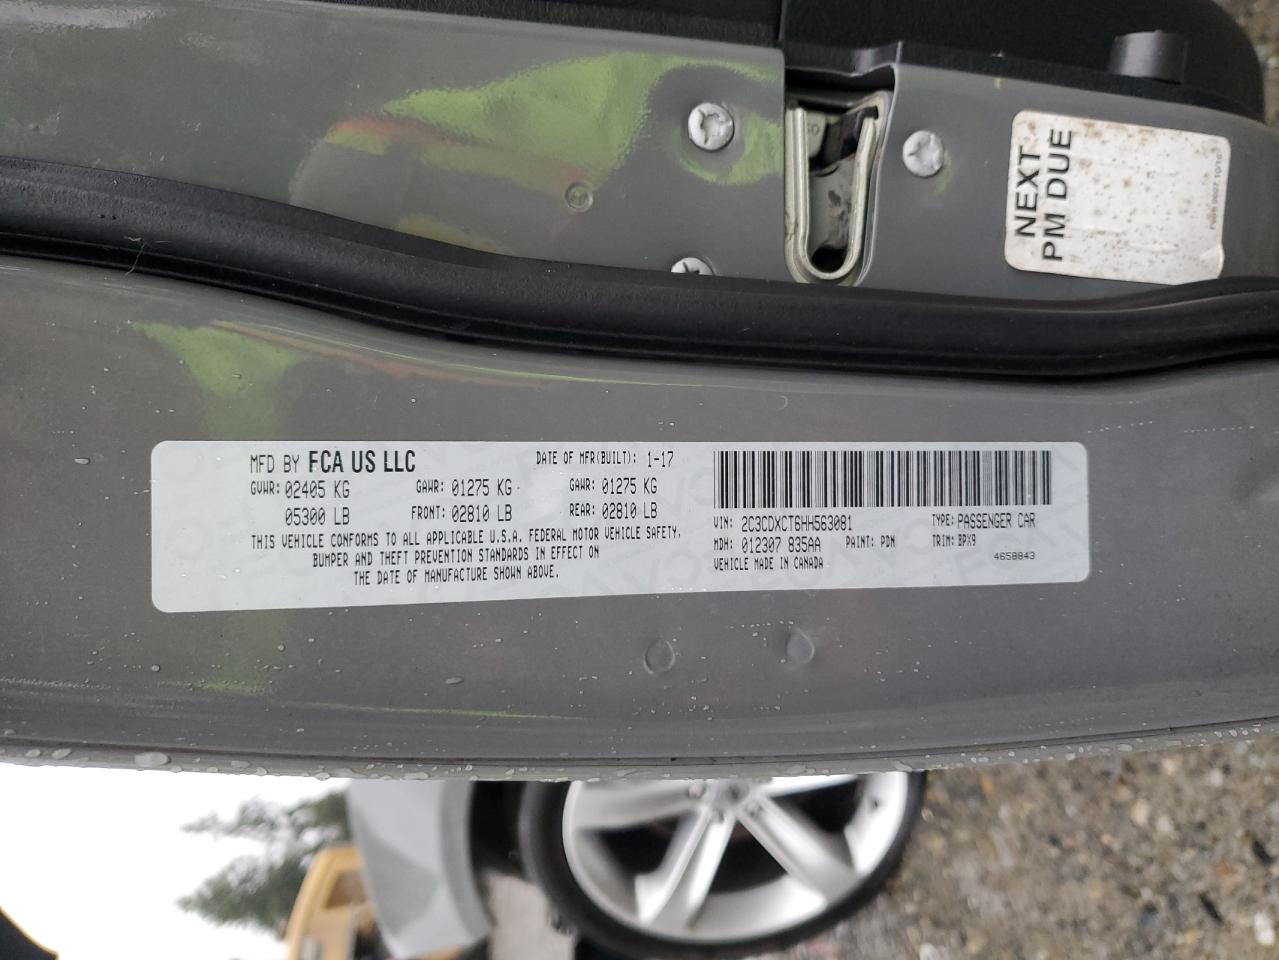 NEXT
PM DUE
MFD BY FCA US LLC
DATE OF MFR(BUILT): 1-17
GVWR: 02405 KG
GAWR: 01275 KG
GAWR: 01275 KG
05300 LB
FRONT: 02810 LB
REAR: 02810 LB
THIS VEHICLE CONFORMS TO ALL APPLICABLE U.S.A. FEDERAL MOTOR VEHICLE SAFETY,
BUMPER AND THEFT PREVENTION STANDARDS IN EFFECT ON
THE DATE OF MANUFACTURE SHOWN ABOVE.
VIN: 2C3CDXCT6HH563081
TYPE: PASSENGER CAR
MDH: 012307 835AA
PAINT: PDN
TRIM: BPX9
VEHICLE MADE IN CANADA
4658843